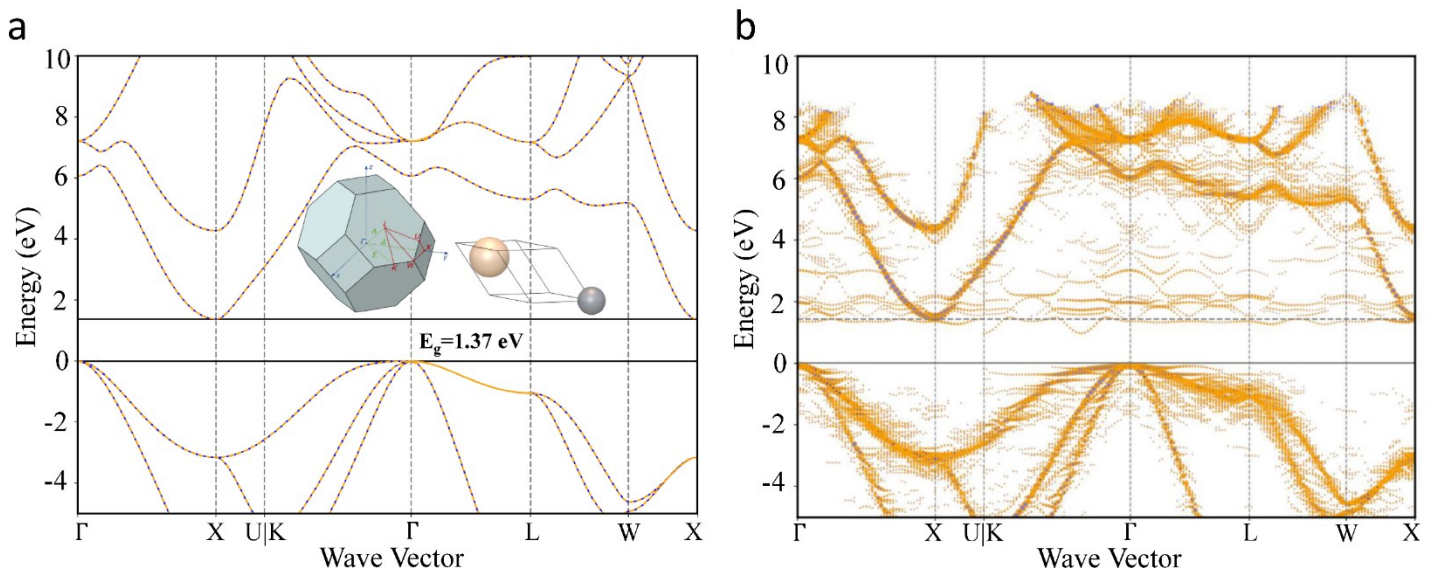 a
10
8
6
4
2
0
-2
-4
Energy (eV)
E_g=1.37 eV
Γ X U|K Γ L W X
Wave Vector
z
L
Γ
U
X
K
W
x
y
b
10
8
6
4
2
0
-2
-4
Energy (eV)
Γ X U|K Γ L W X
Wave Vector